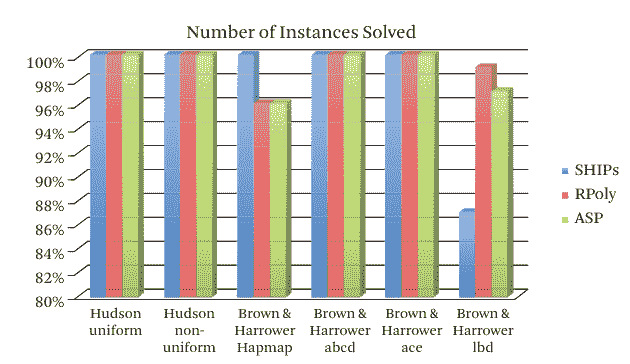 Number of Instances Solved
100%
98%
96%
94%
92%
90%
88%
86%
84%
82%
80%
Hudson
uniform
Hudson
non-
uniform
Brown &
Harrower
Hapmap
Brown &
Harrower
abcd
Brown &
Harrower
ace
Brown &
Harrower
lbd
SHIPs
RPoly
ASP